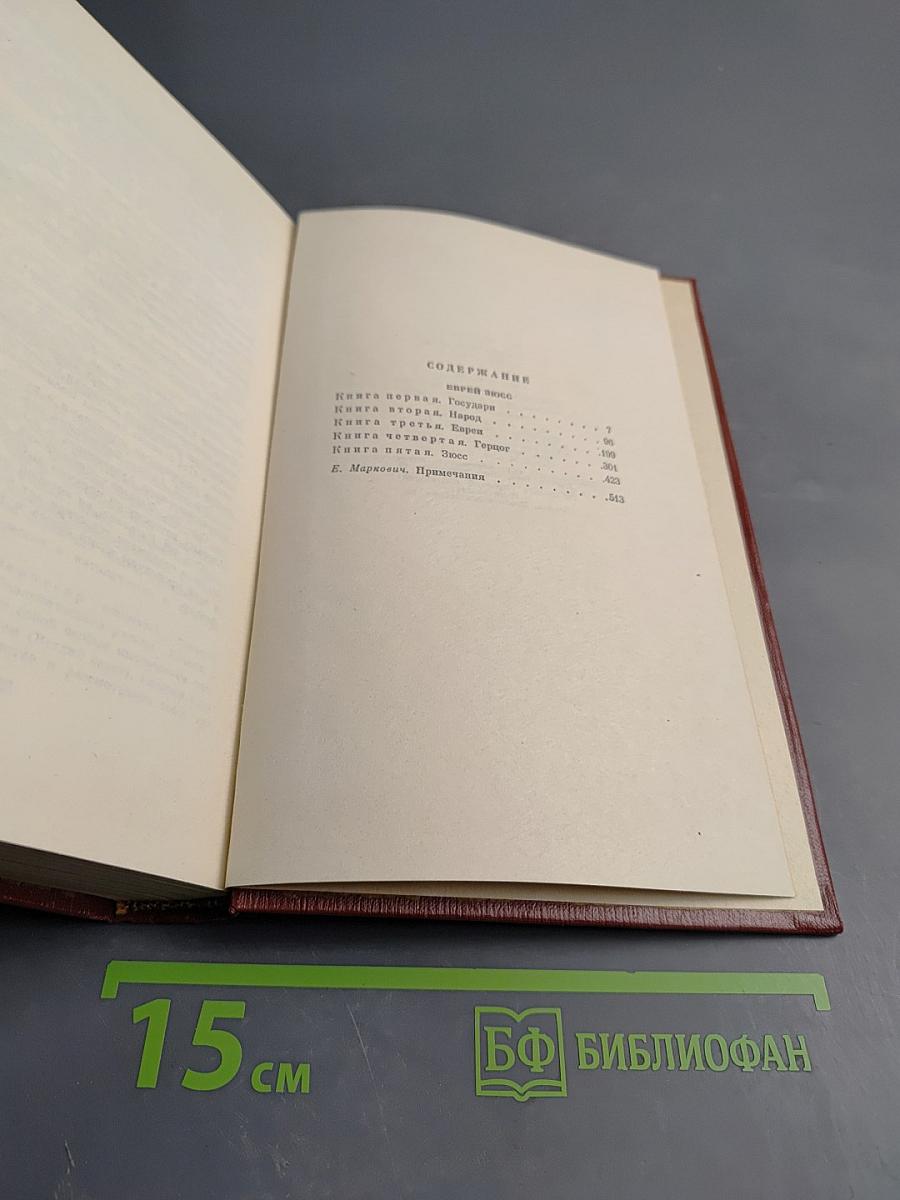 СОДЕРЖАНИЕ
ЕВРЕЙ ЗЮСС
Книга первая. Государи . . . . . . . 7
Книга вторая. Народ . . . . . . . . . 96
Книга третья. Евреи . . . . . . . . .199
Книга четвертая. Герцог . . . . . . .301
Книга пятая. Зюсс . . . . . . . . . .423
Е. Маркович. Примечания . . . . . . . .513
15 см
БФ БИБЛИОФАН